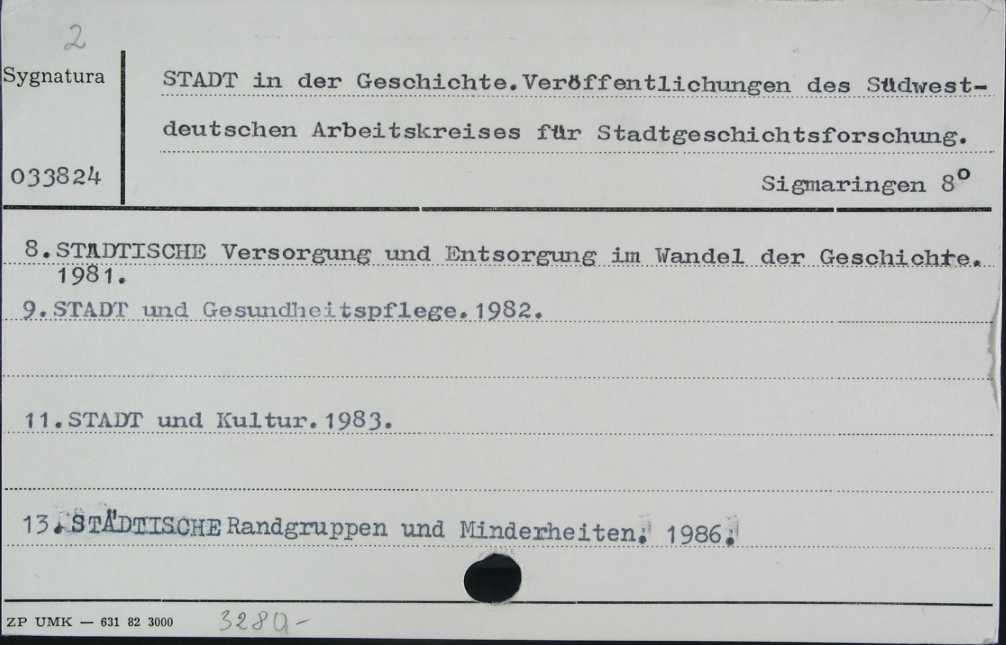 2
Sygnatura
STADT in der Geschichte.Veröffentlichungen des Südwest-
deutschen Arbeitskreises für Stadtgeschichtsforschung.
033824
Sigmaringen 8°
8.STÄDTISCHE Versorgung und Entsorgung im Wandel der Geschichte.
1981.
9.STADT und Gesundheitspflege.1982.
11.STADT und Kultur.1983.
13.STÄDTISCHE Randgruppen und Minderheiten. 1986.
ZP UMK — 631 82 3000
3280,-